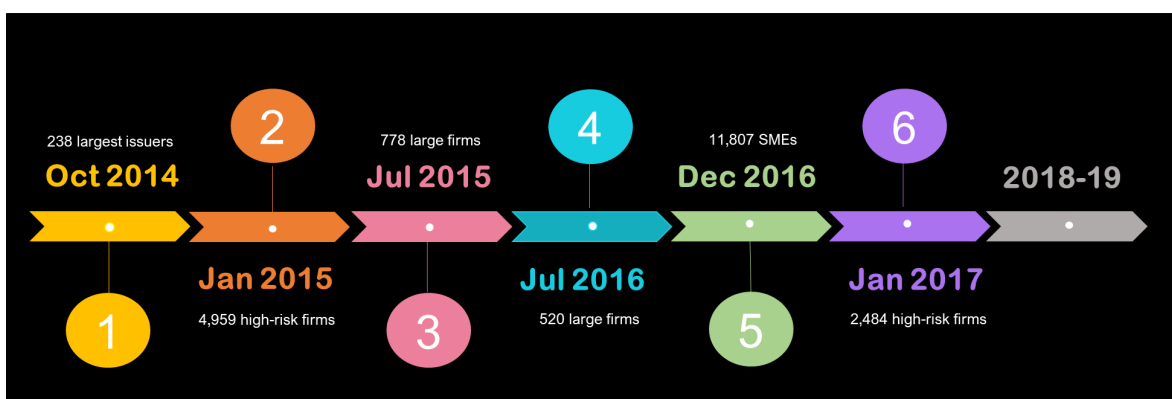 238 largest issuers
Oct 2014
1
2
Jan 2015
4,959 high-risk firms
778 large firms
Jul 2015
3
4
Jul 2016
520 large firms
11,807 SMEs
Dec 2016
5
6
Jan 2017
2,484 high-risk firms
2018-19